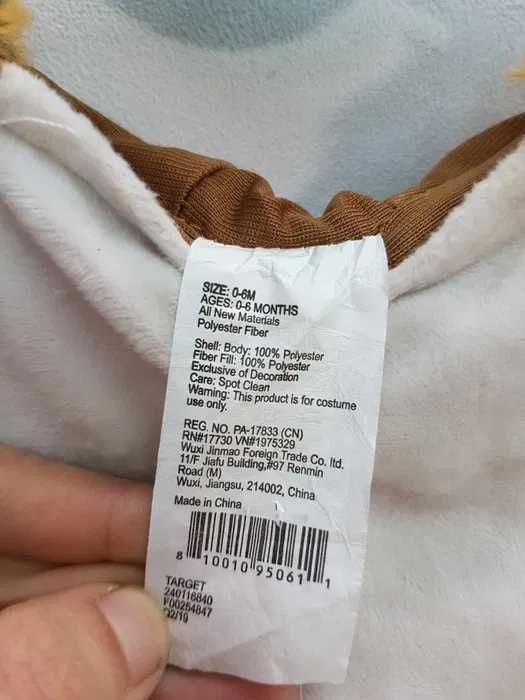 SIZE: 0-6M
AGES: 0-6 MONTHS
All New Materials
Polyester Fiber
Shell: Body: 100% Polyester
Fiber Fill: 100% Polyester
Exclusive of Decoration
Care: Spot Clean
Warning: This product is for costume
use only.
REG. NO. PA-17833 (CN)
RN#17730 VN#1975329
Wuxi Jinmao Foreign Trade Co. ltd.
11/F Jiafu Building,#97 Renmin
Road (M)
Wuxi, Jiangsu, 214002, China
Made in China
8 10010 95061 1
TARGET
240116840
F00254847
02/19